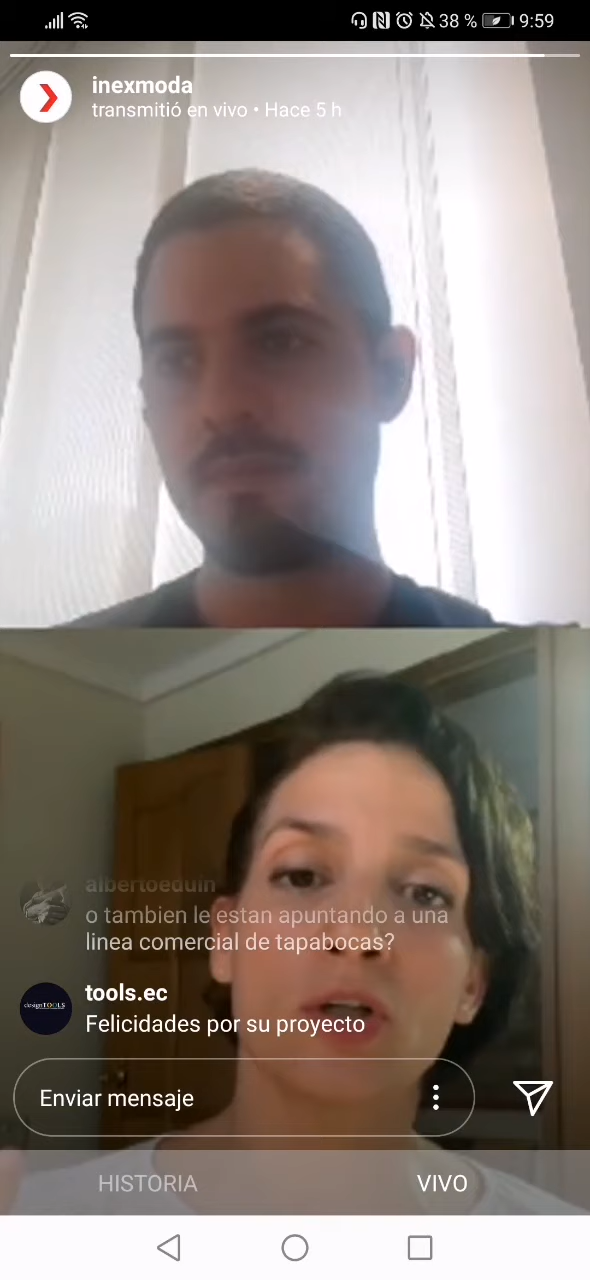 38 %
9:59
inexmoda
transmitió en vivo • Hace 5 h
albertoeduin
o tambien le estan apuntando a una
linea comercial de tapabocas?
designTOOLS
tools.ec
Felicidades por su proyecto
Enviar mensaje
HISTORIA
VIVO